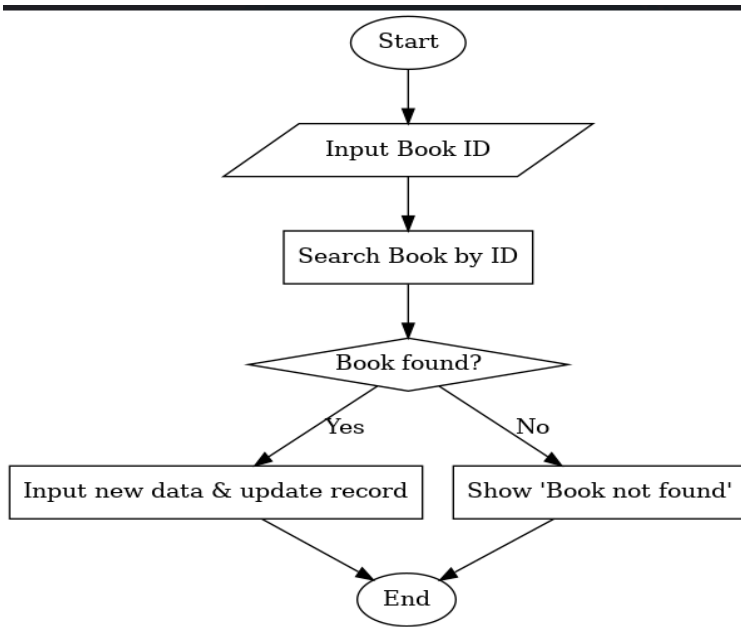 Start
Input Book ID
Search Book by ID
Book found?
Yes
No
Input new data & update record
Show 'Book not found'
End